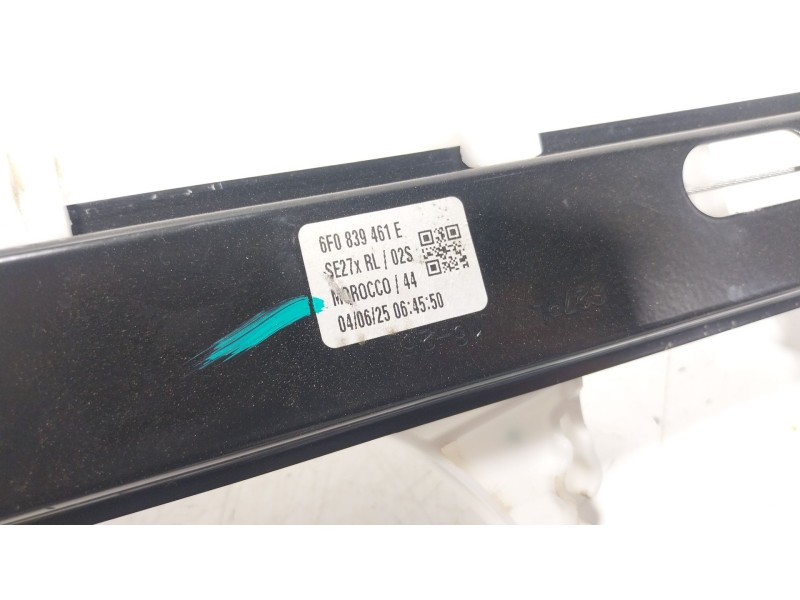 6F0 839 461 E
SE27x RL / 02S
MOROCCO / 44
04/06/25 06:45:50